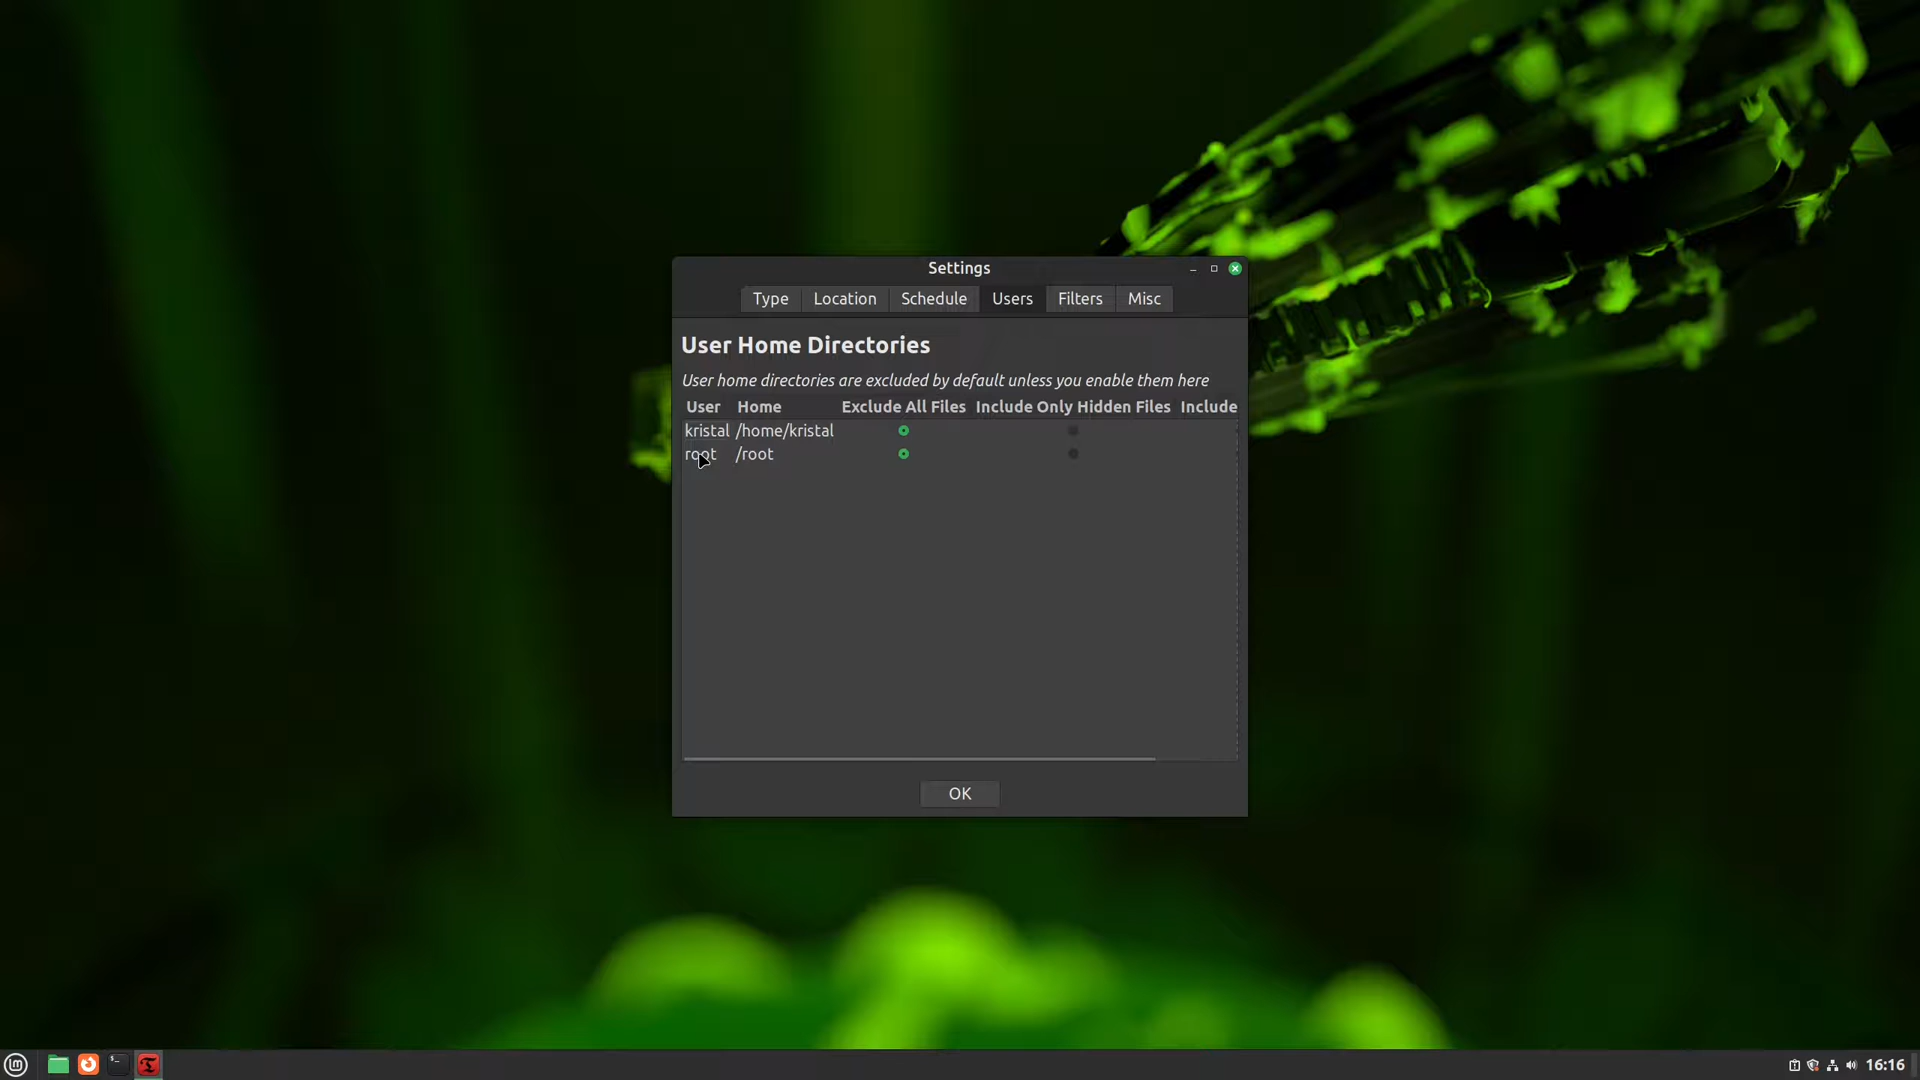 Settings
Type Location Schedule Users Filters Misc
User Home Directories
User home directories are excluded by default unless you enable them here
User Home Exclude All Files Include Only Hidden Files Include
kristal /home/kristal
root /root
OK
16:16